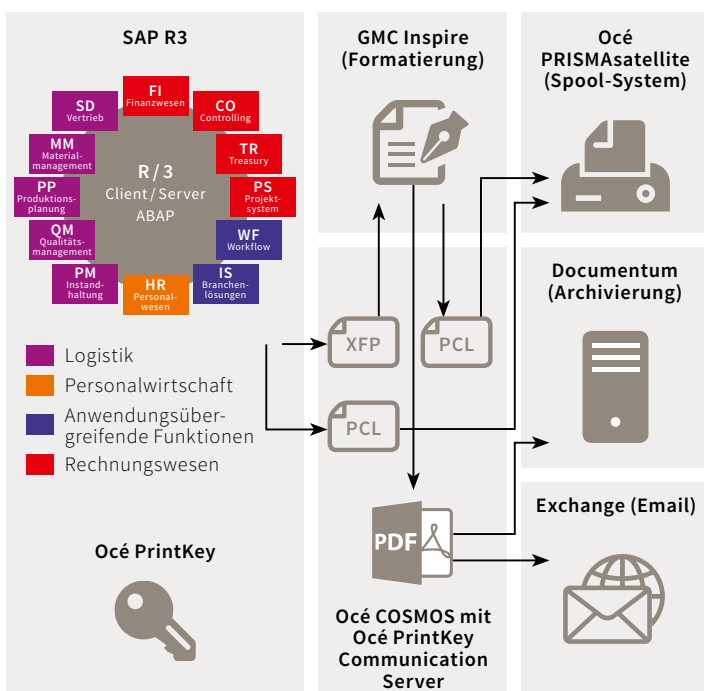 SAP R3
FI
Finanzwesen
SD
Vertrieb
CO
Controlling
MM
Material-
management
TR
Treasury
R/3
Client/Server
ABAP
PP
Produktions-
planung
PS
Projekt-
system
QM
Qualitäts-
management
WF
Workflow
PM
Instand-
haltung
HR
Personal-
wesen
IS
Branchen-
lösungen
Logistik
Personalwirtschaft
Anwendungsüber-
greifende Funktionen
Rechnungswesen
Océ PrintKey
GMC Inspire
(Formatierung)
XFP
PCL
PCL
PDF
Océ COSMOS mit
Océ PrintKey
Communication
Server
Océ
PRISMAsatellite
(Spool-System)
Documentum
(Archivierung)
Exchange (Email)